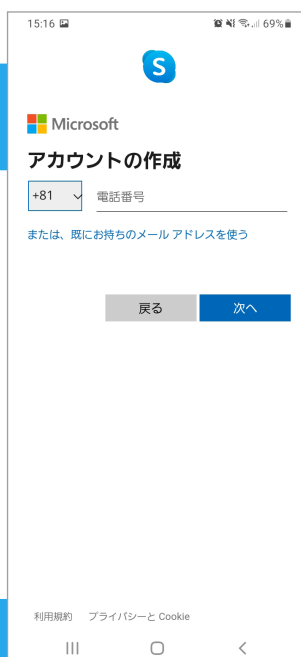 15:16 69%
S
Microsoft
アカウントの作成
+81 電話番号
または、既にお持ちのメール アドレスを使う
戻る 次へ
利用規約 プライバシーと Cookie